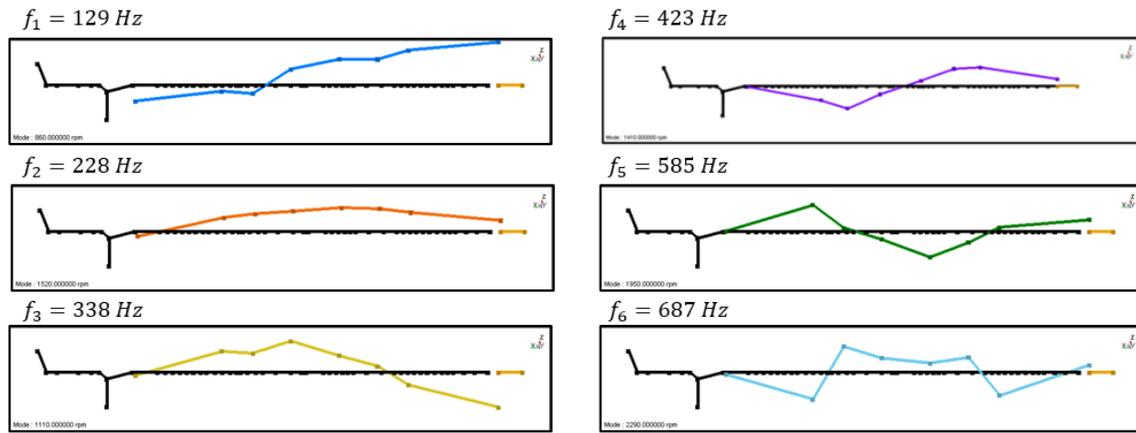 f₁ = 129 Hz
Mode : 860.000000 rpm
f₂ = 228 Hz
Mode : 1520.000000 rpm
f₃ = 338 Hz
Mode : 1110.000000 rpm
f₄ = 423 Hz
Mode : 1410.000000 rpm
f₅ = 585 Hz
Mode : 1950.000000 rpm
f₆ = 687 Hz
Mode : 2290.000000 rpm